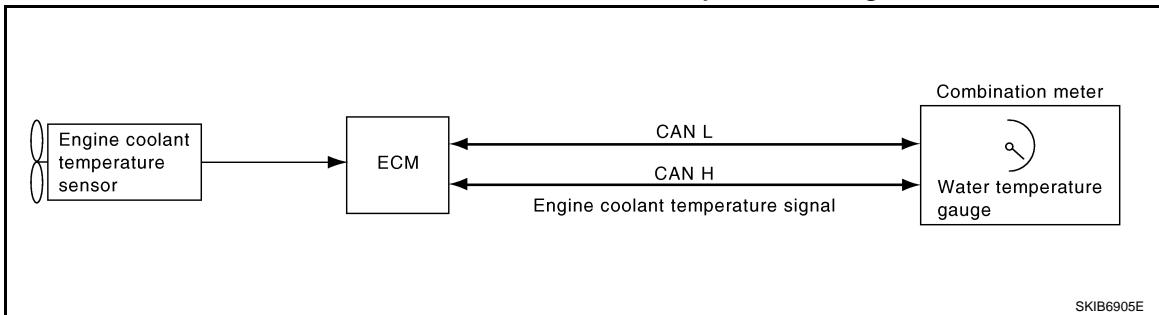 Combination meter
Engine coolant
temperature
sensor
ECM
CAN L
CAN H
Engine coolant temperature signal
Water temperature
gauge
SKIB6905E